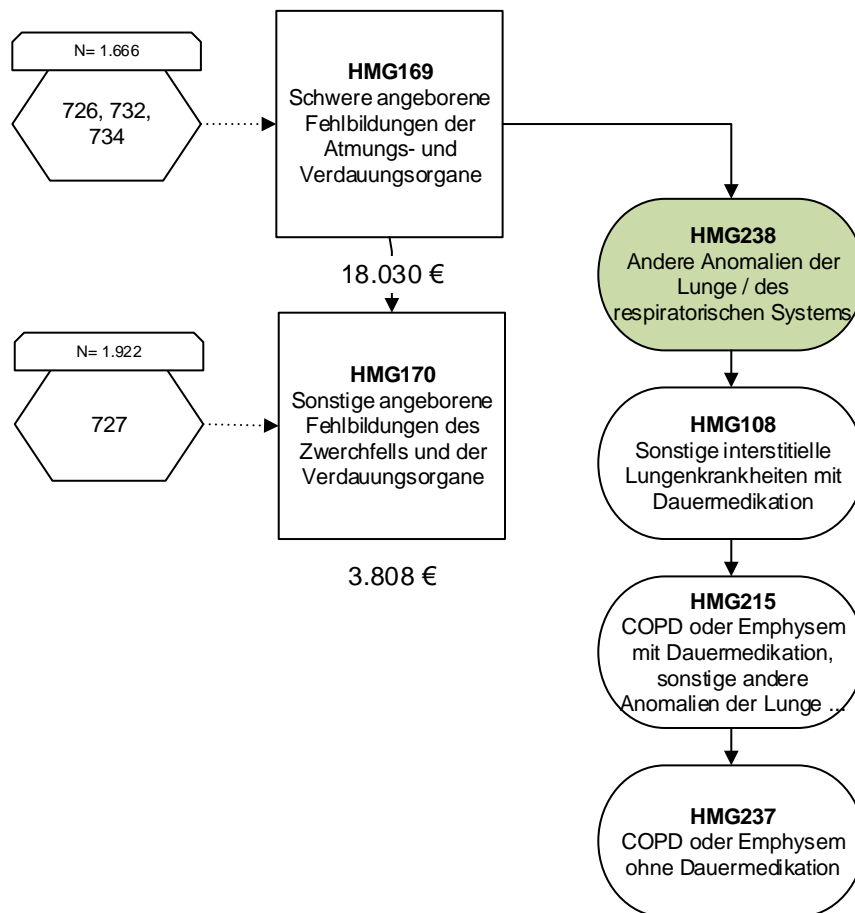 N= 1.666
726, 732,
734
HMG169
Schwere angeborene
Fehlbildungen der
Atmungs- und
Verdauungsorgane
18.030 €
HMG238
Andere Anomalien der
Lunge / des
respiratorischen Systems
N= 1.922
727
HMG170
Sonstige angeborene
Fehlbildungen des
Zwerchfells und der
Verdauungsorgane
3.808 €
HMG108
Sonstige interstitielle
Lungenkrankheiten mit
Dauermedikation
HMG215
COPD oder Emphysem
mit Dauermedikation,
sonstige andere
Anomalien der Lunge ...
HMG237
COPD oder Emphysem
ohne Dauermedikation